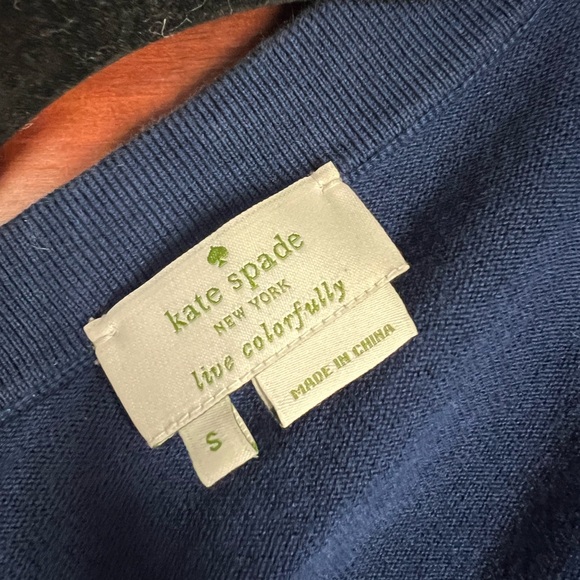 kate spade
NEW YORK
live colorfully
S
MADE IN CHINA